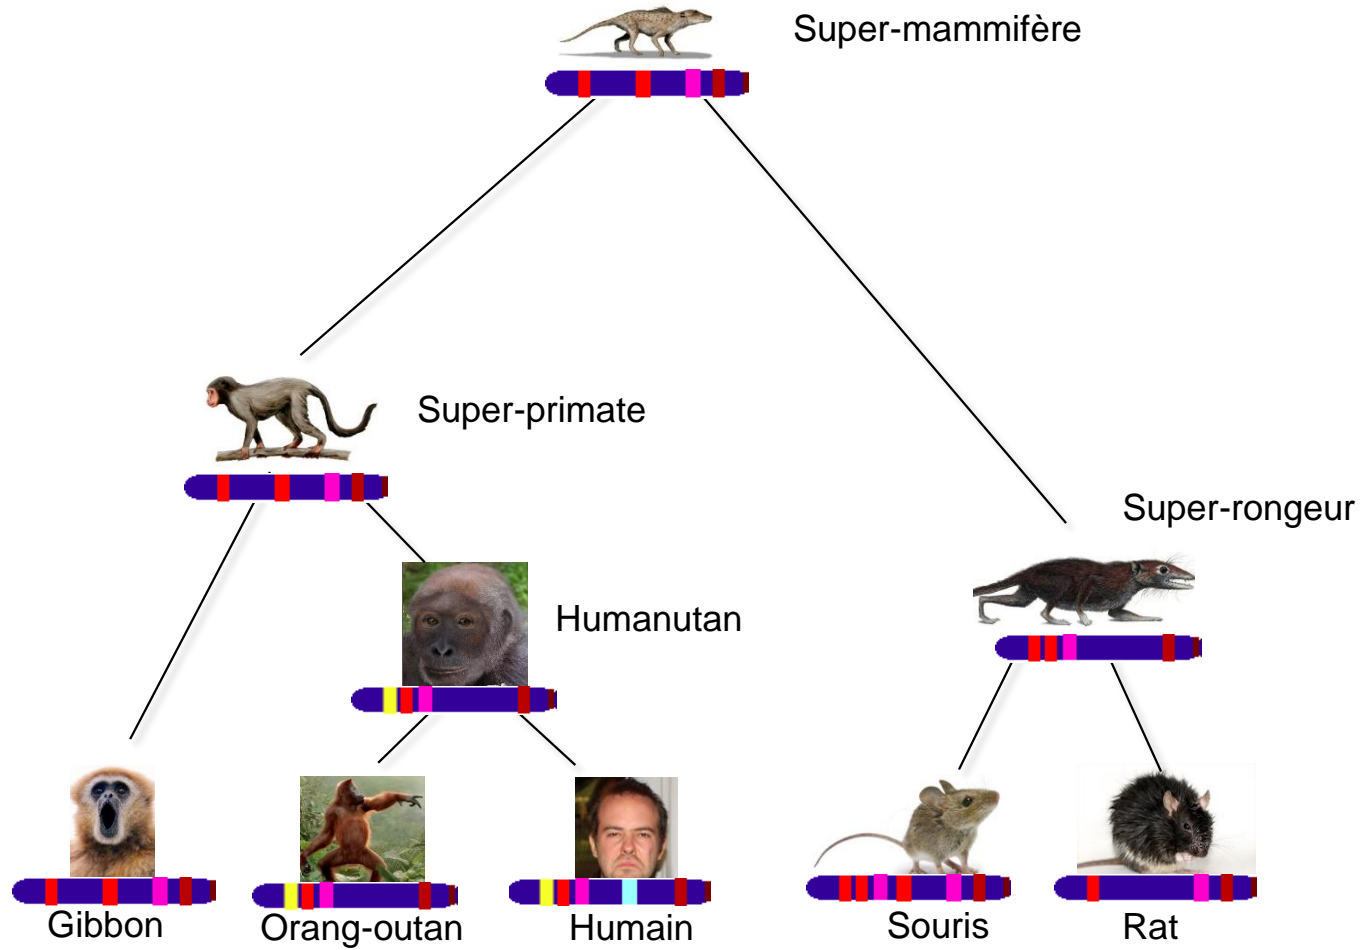 Super-mammifère
Super-primate
Super-rongeur
Humanutan
Gibbon
Orang-outan
Humain
Souris
Rat